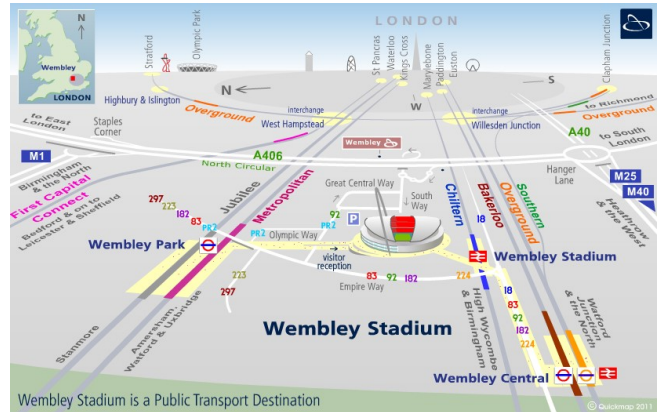 N
Wembley
LONDON
LONDON
Stratford
Olympic Park
St Pancras
Waterloo
Kings Cross
Marylebone
Paddington
Euston
Clapham Junction
N
W
S
Highbury & Islington
Overground
interchange
West Hampstead
interchange
Willesden Junction
to Richmond
Overground
to East
London
Staples
Corner
A406
North Circular
Wembley
A40
to South
London
Hanger
Lane
M1
M25
M40
Birmingham
& the North
First Capital
Connect
Bedford & on to
Leicester & Sheffield
Heathrow
& the West
Jubilee
Metropolitan
Great Central Way
South
Way
Chiltern
Bakerloo
Overground
Southern
18
297
223
182
83
PR2
PR2
92
PR2
P
Olympic Way
visitor
reception
Wembley Park
Wembley Stadium
223
297
83
92
182
224
Empire Way
18
83
92
182
224
Stanmore
Amersham,
Watford & Uxbridge
Wembley Stadium
High Wycombe
& Birmingham
Watford
Junction
& the North
Wembley Central
Wembley Stadium is a Public Transport Destination
© Quickmap 2011